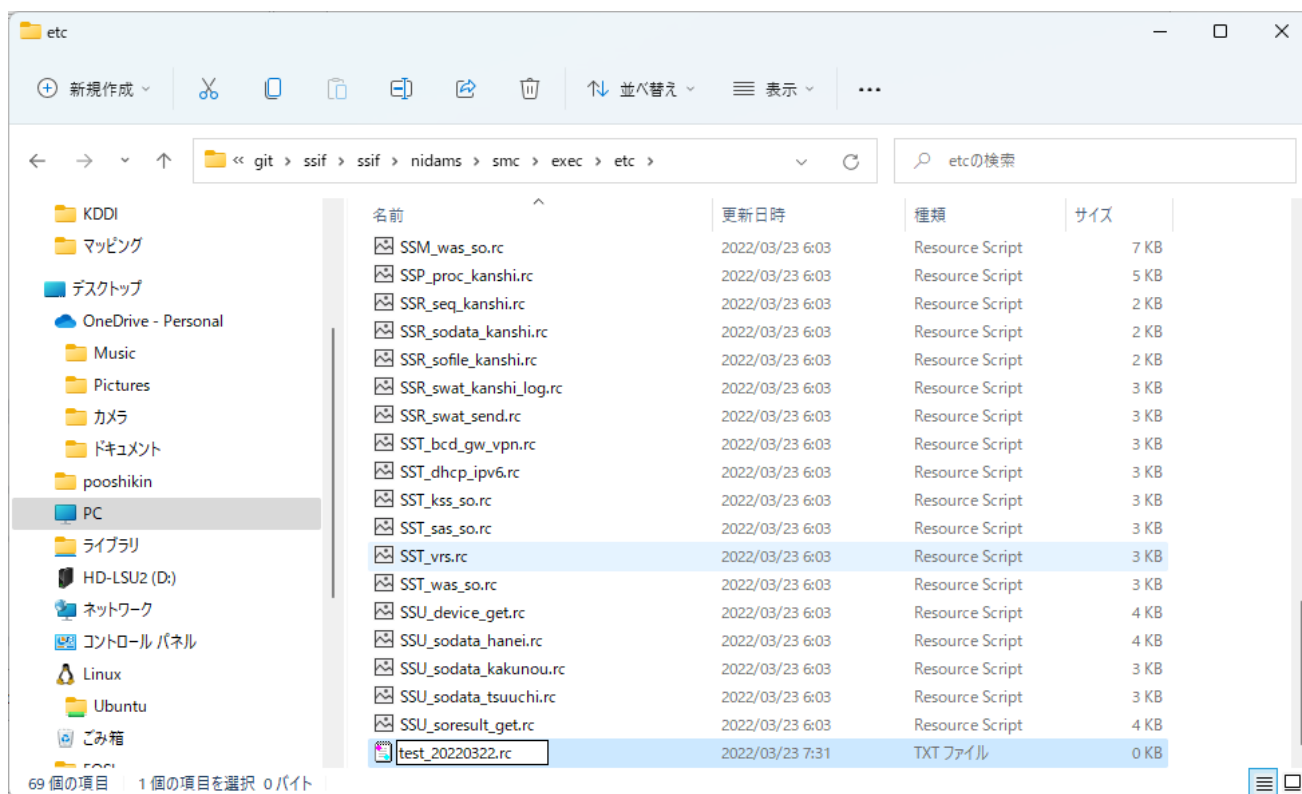 etc
新規作成
並べ替え
表示
« git › ssif › ssif › nidams › smc › exec › etc ›
etcの検索
KDDI
マッピング
デスクトップ
OneDrive - Personal
Music
Pictures
カメラ
ドキュメント
pooshikin
PC
ライブラリ
HD-LSU2 (D:)
ネットワーク
コントロール パネル
Linux
Ubuntu
ごみ箱
名前 更新日時 種類 サイズ
SSM_was_so.rc 2022/03/23 6:03 Resource Script 7 KB
SSP_proc_kanshi.rc 2022/03/23 6:03 Resource Script 5 KB
SSR_seq_kanshi.rc 2022/03/23 6:03 Resource Script 2 KB
SSR_sodata_kanshi.rc 2022/03/23 6:03 Resource Script 2 KB
SSR_sofile_kanshi.rc 2022/03/23 6:03 Resource Script 2 KB
SSR_swat_kanshi_log.rc 2022/03/23 6:03 Resource Script 3 KB
SSR_swat_send.rc 2022/03/23 6:03 Resource Script 3 KB
SST_bcd_gw_vpn.rc 2022/03/23 6:03 Resource Script 3 KB
SST_dhcp_ipv6.rc 2022/03/23 6:03 Resource Script 3 KB
SST_kss_so.rc 2022/03/23 6:03 Resource Script 3 KB
SST_sas_so.rc 2022/03/23 6:03 Resource Script 3 KB
SST_vrs.rc 2022/03/23 6:03 Resource Script 3 KB
SST_was_so.rc 2022/03/23 6:03 Resource Script 3 KB
SSU_device_get.rc 2022/03/23 6:03 Resource Script 4 KB
SSU_sodata_hanei.rc 2022/03/23 6:03 Resource Script 4 KB
SSU_sodata_kakunou.rc 2022/03/23 6:03 Resource Script 3 KB
SSU_sodata_tsuuchi.rc 2022/03/23 6:03 Resource Script 3 KB
SSU_soresult_get.rc 2022/03/23 6:03 Resource Script 4 KB
test_20220322.rc 2022/03/23 7:31 TXT ファイル 0 KB
69 個の項目 1 個の項目を選択 0 バイト